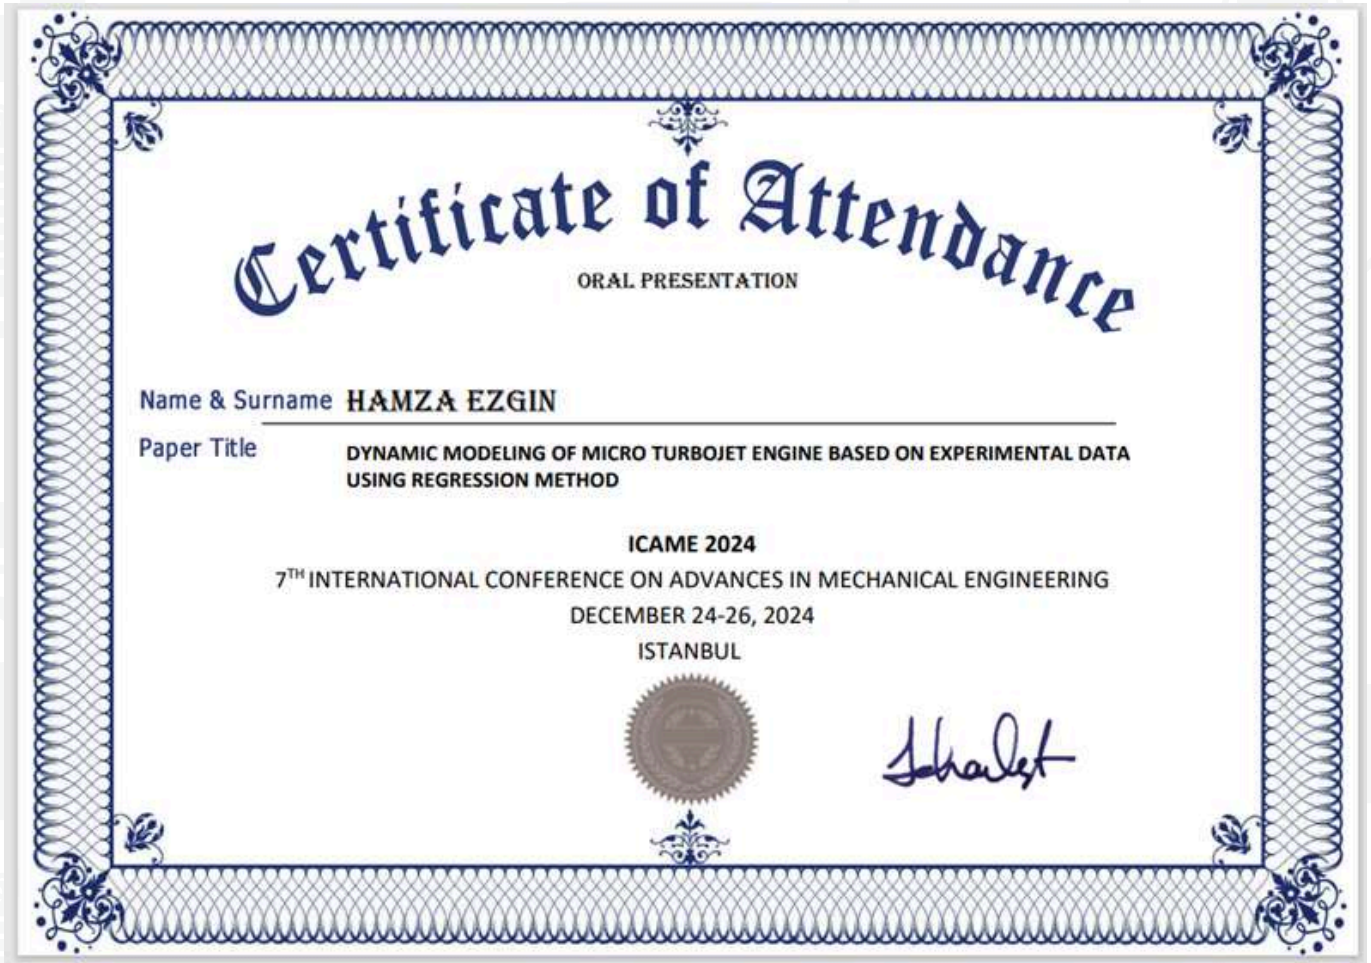 Certificate of Attendance
ORAL PRESENTATION
Name & Surname HAMZA EZGIN
Paper Title DYNAMIC MODELING OF MICRO TURBOJET ENGINE BASED ON EXPERIMENTAL DATA
USING REGRESSION METHOD
ICAME 2024
7TH INTERNATIONAL CONFERENCE ON ADVANCES IN MECHANICAL ENGINEERING
DECEMBER 24-26, 2024
ISTANBUL